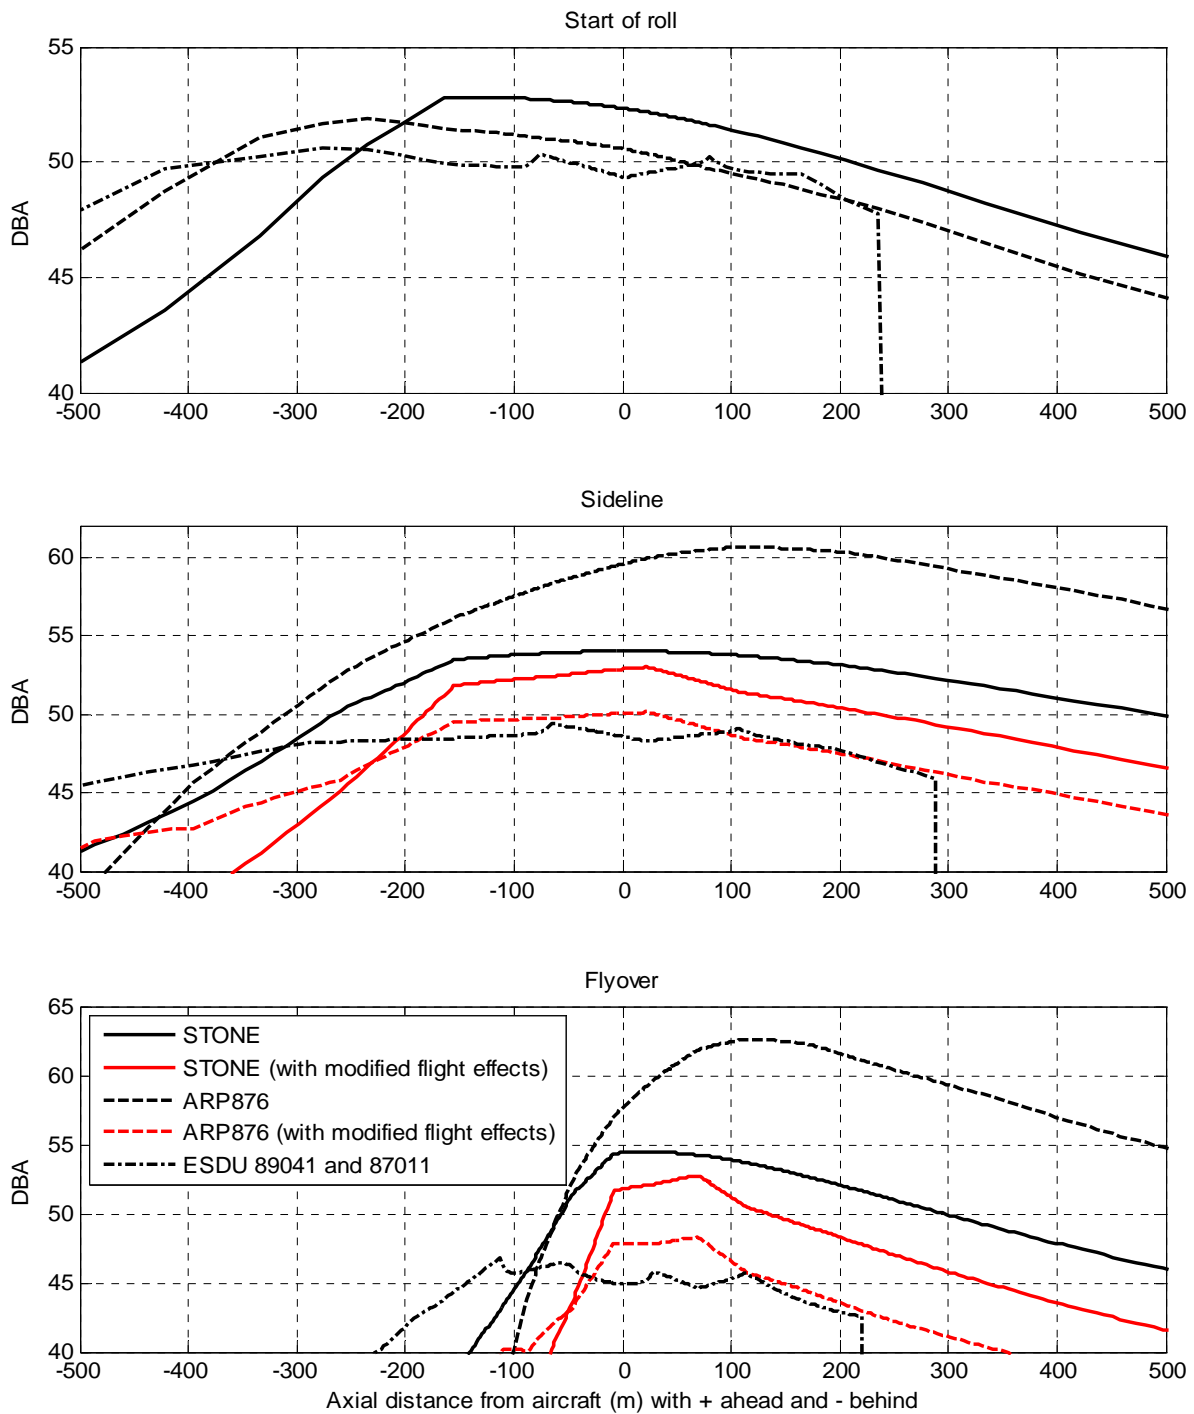 Start of roll
55
50
45
40
DBA
-500 -400 -300 -200 -100 0 100 200 300 400 500
Sideline
60
55
50
45
40
DBA
-500 -400 -300 -200 -100 0 100 200 300 400 500
Flyover
65
60
55
50
45
40
DBA
STONE
STONE (with modified flight effects)
ARP876
ARP876 (with modified flight effects)
ESDU 89041 and 87011
-500 -400 -300 -200 -100 0 100 200 300 400 500
Axial distance from aircraft (m) with + ahead and - behind